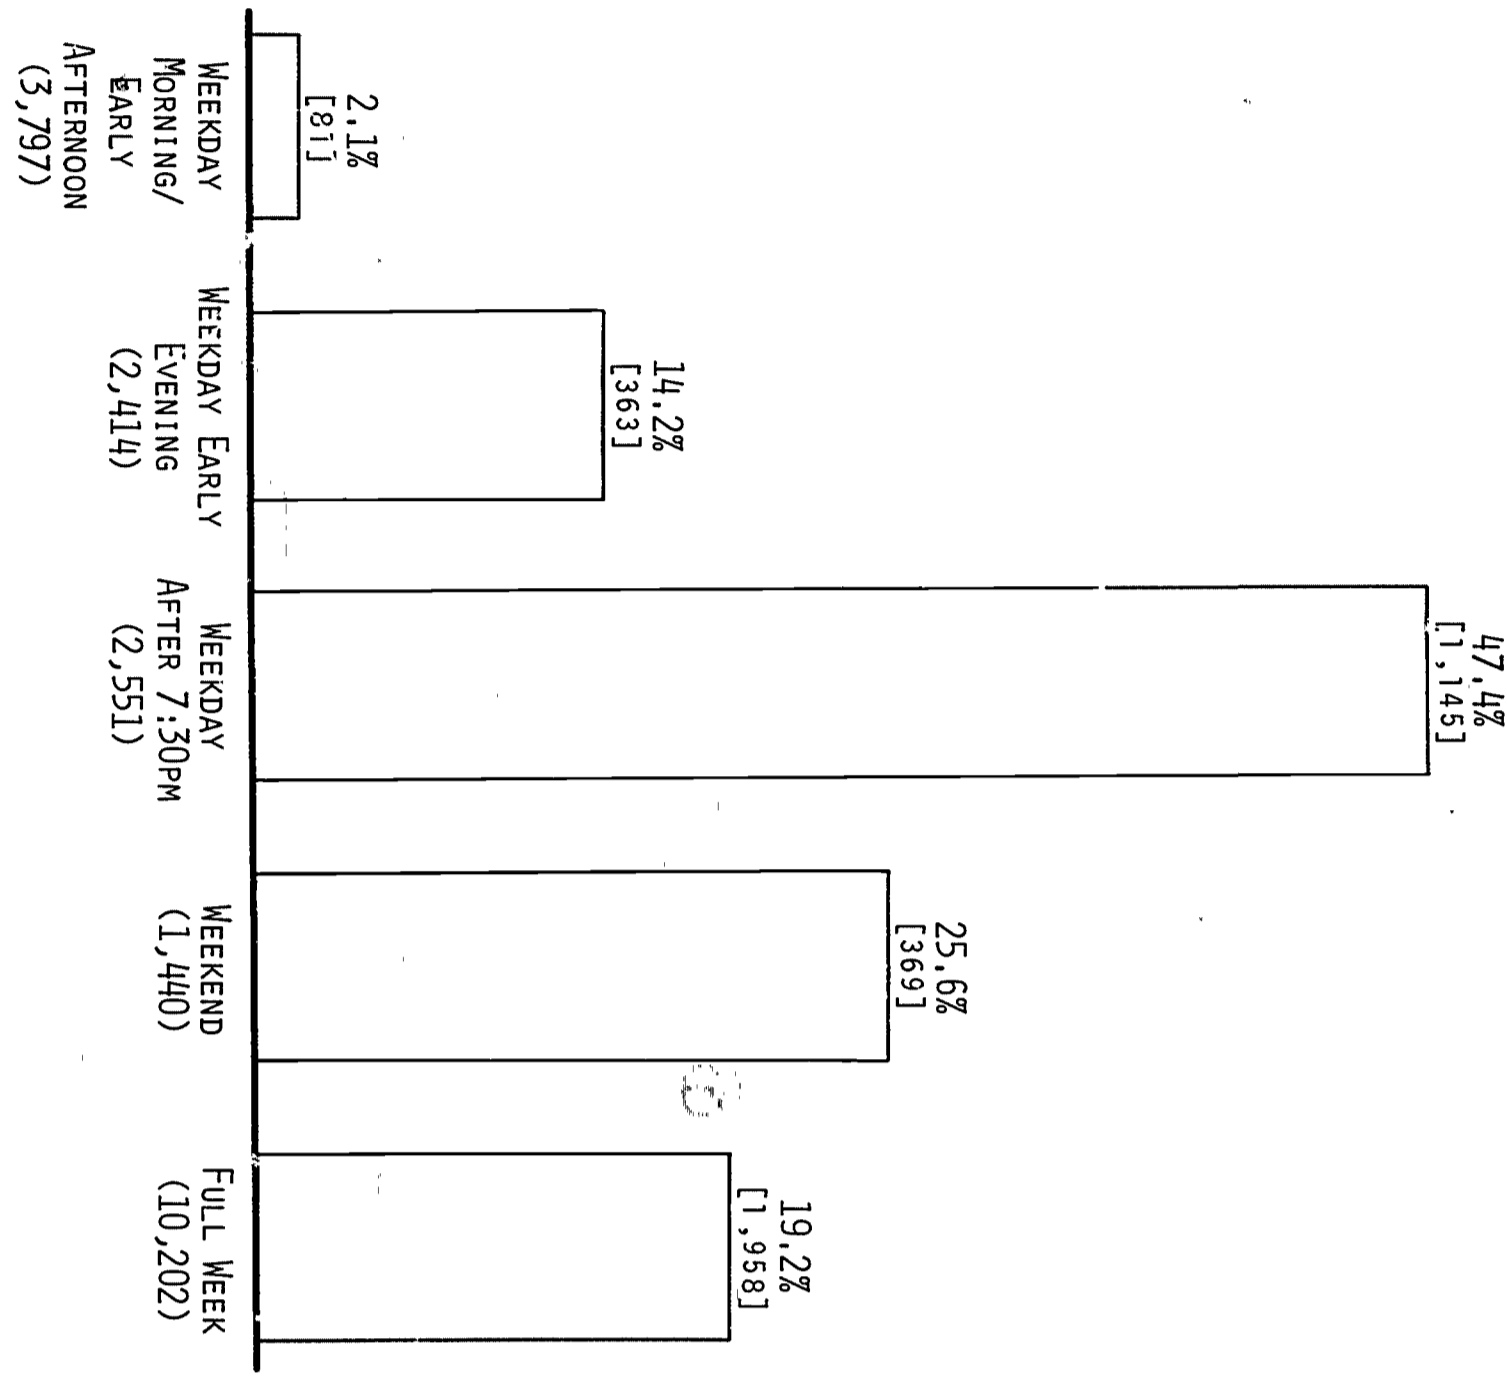 2.1%
[81]
WEEKDAY
MORNING/
EARLY
AFTERNOON
(3,797)
14.2%
[363]
WEEKDAY EARLY
EVENING
(2,414)
47.4%
[1,145]
WEEKDAY
AFTER 7:30PM
(2,551)
25.6%
[369]
WEEKEND
(1,440)
19.2%
[1,958]
FULL WEEK
(10,202)